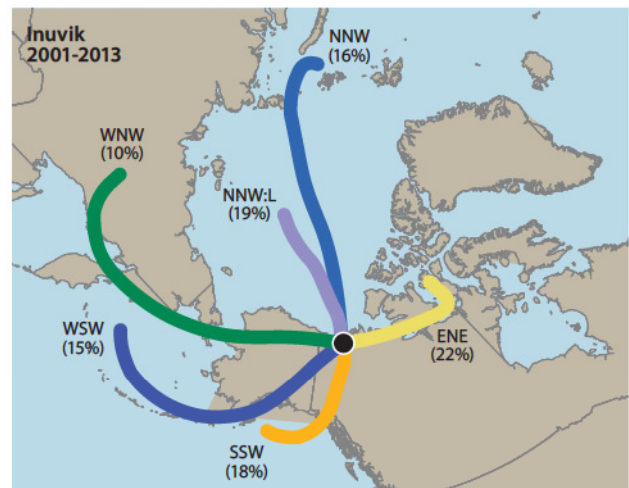 Inuvik
2001-2013
NNW
(16%)
WNW
(10%)
NNW:L
(19%)
WSW
(15%)
ENE
(22%)
SSW
(18%)